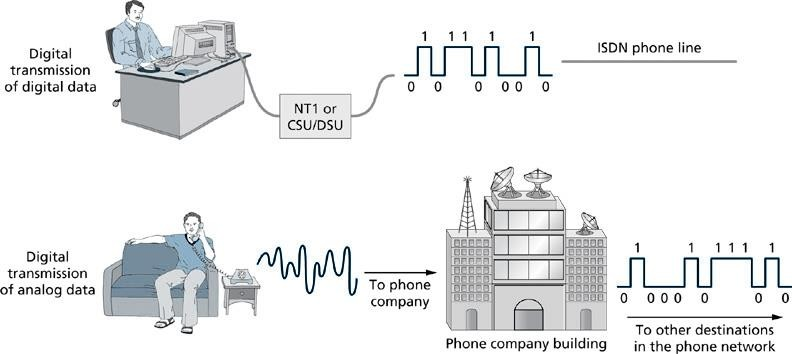 Digital
transmission
of digital data
NT1 or
CSU/DSU
1 1 1 1 1
0 0 0 0 0 0
ISDN phone line
Digital
transmission
of analog data
To phone
company
Phone company building
1 1 1 1 1 1
0 0 0 0 0 0 0
To other destinations
in the phone network